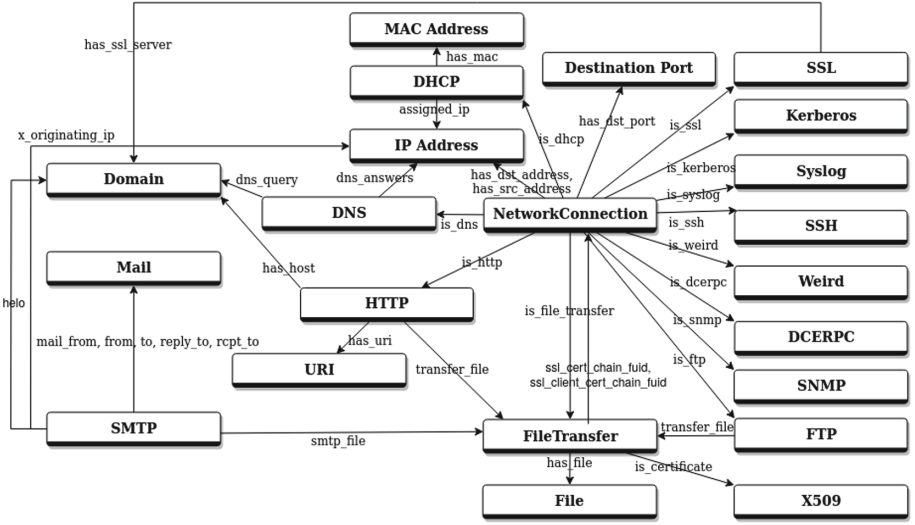 MAC Address
has_ssl_server
has_mac
DHCP
Destination Port
SSL
assigned_ip
Kerberos
has_dst_port
is_ssl
x_originating_ip
is_dhcp
IP Address
is_kerberos
Domain
dns_query
dns_answers
has_dst_address,
has_src_address
Syslog
is_syslog
DNS
is_dns
NetworkConnection
is_ssh
SSH
is_weird
Mail
has_host
is_http
is_dcerpc
Weird
helo
HTTP
is_file_transfer
is_snmp
DCERPC
mail_from, from, to, reply_to, rcpt_to
has_uri
is_ftp
URI
transfer_file
ssl_cert_chain_fuid,
ssl_client_cert_chain_fuid
SNMP
SMTP
smtp_file
FileTransfer
transfer_file
FTP
has_file
is_certificate
File
X509